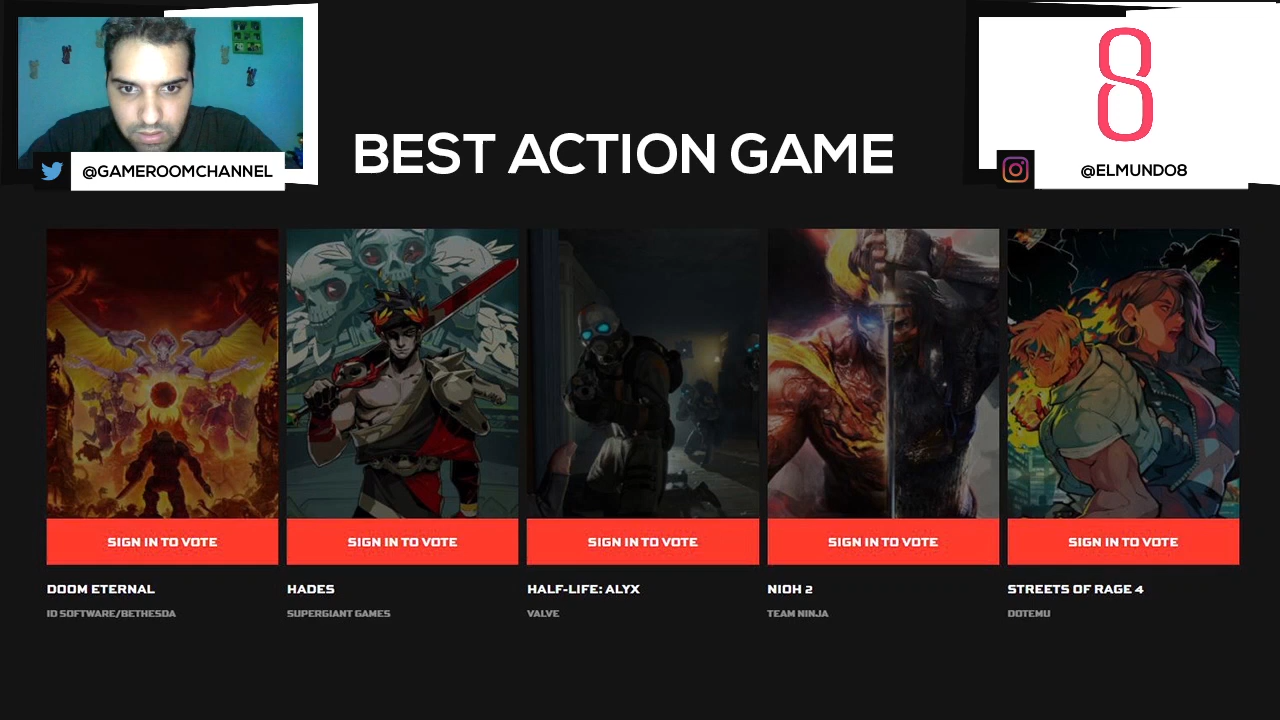 @GAMEROOMCHANNEL
BEST ACTION GAME
8
@ELMUNDO8
SIGN IN TO VOTE
SIGN IN TO VOTE
SIGN IN TO VOTE
SIGN IN TO VOTE
SIGN IN TO VOTE
DOOM ETERNAL
ID SOFTWARE/BETHESDA
HADES
SUPERGIANT GAMES
HALF-LIFE: ALYX
VALVE
NIOH 2
TEAM NINJA
STREETS OF RAGE 4
DOTEMU